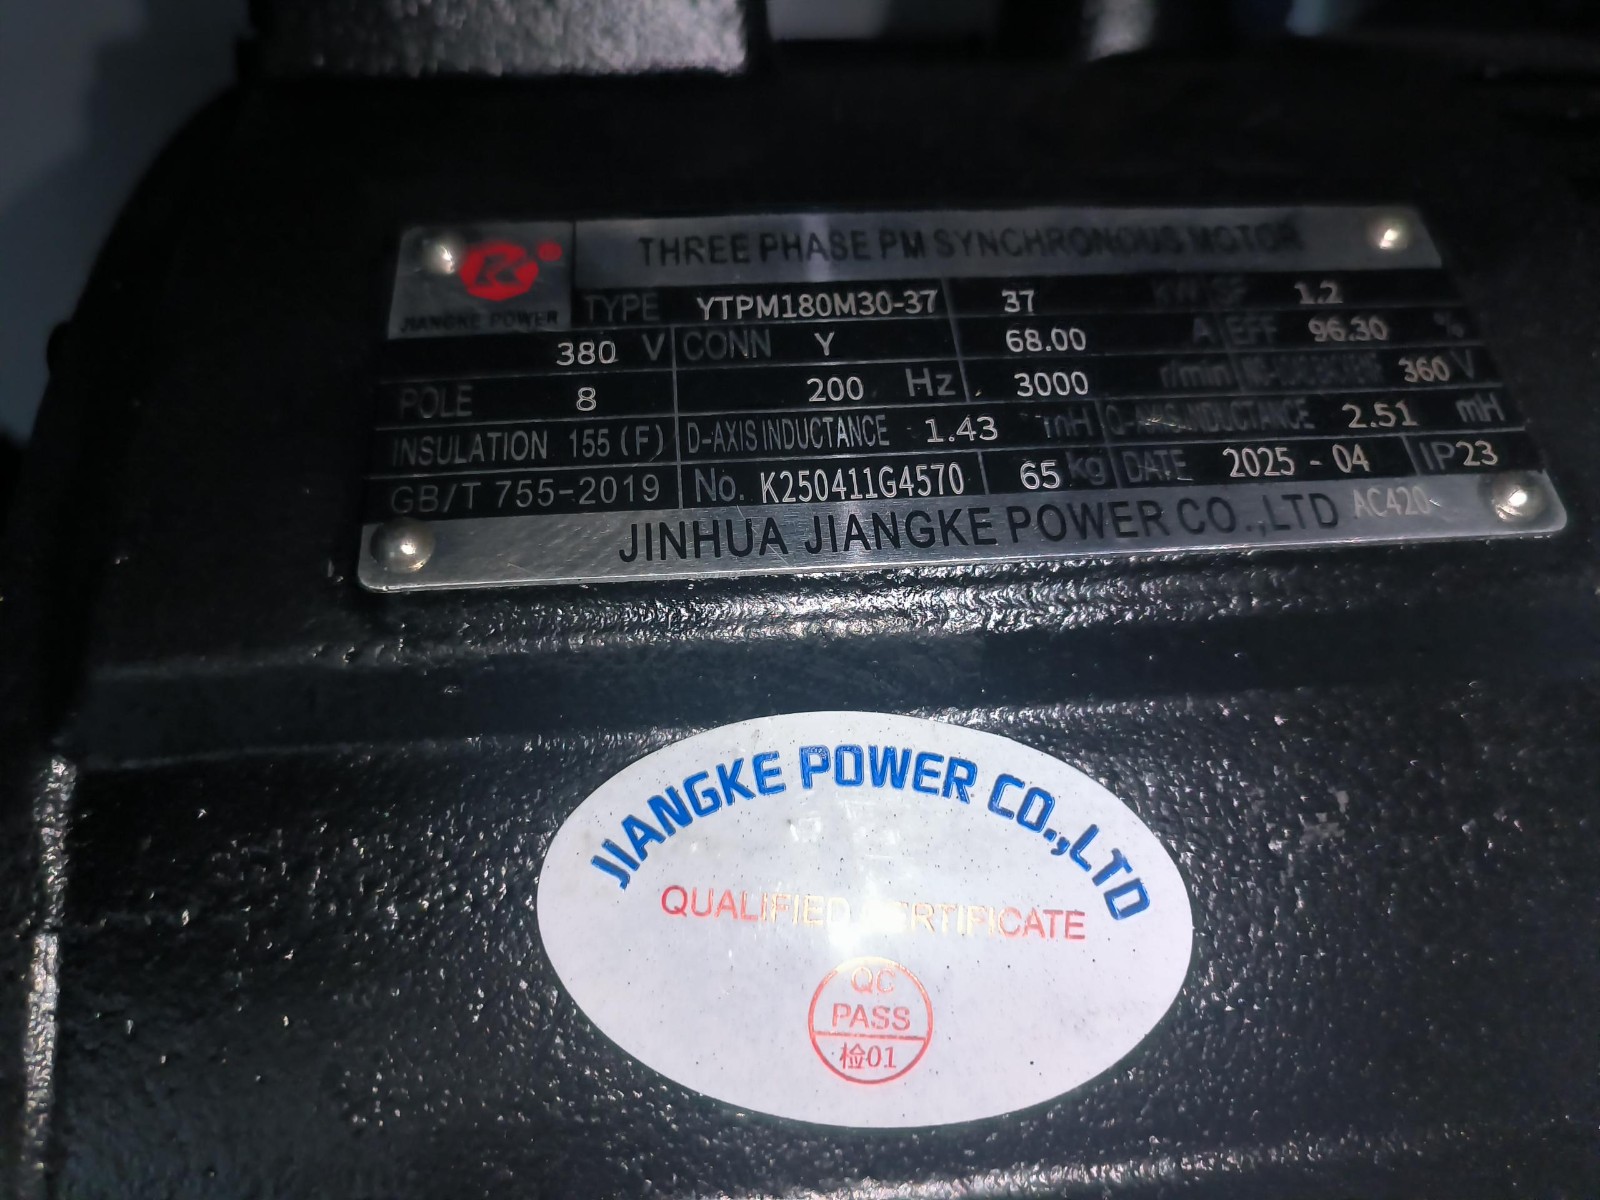 THREE PHASE PM SYNCHRONOUS MOTOR
JIANGKE POWER
TYPE YTPM180M30-37 37 kW SF 1.2
380 V CONN Y 68.00 A EFF 96.30 %
POLE 8 200 Hz 3000 r/min 360 V
INSULATION 155 (F) D-AXIS INDUCTANCE 1.43 mH Q-AXIS INDUCTANCE 2.51 mH
GB/T 755-2019 No. K250411G4570 65 kg DATE 2025 - 04 IP23
JINHUA JIANGKE POWER CO.,LTD AC420
JIANGKE POWER CO.,LTD
QUALIFIED CERTIFICATE
QC
PASS
检01